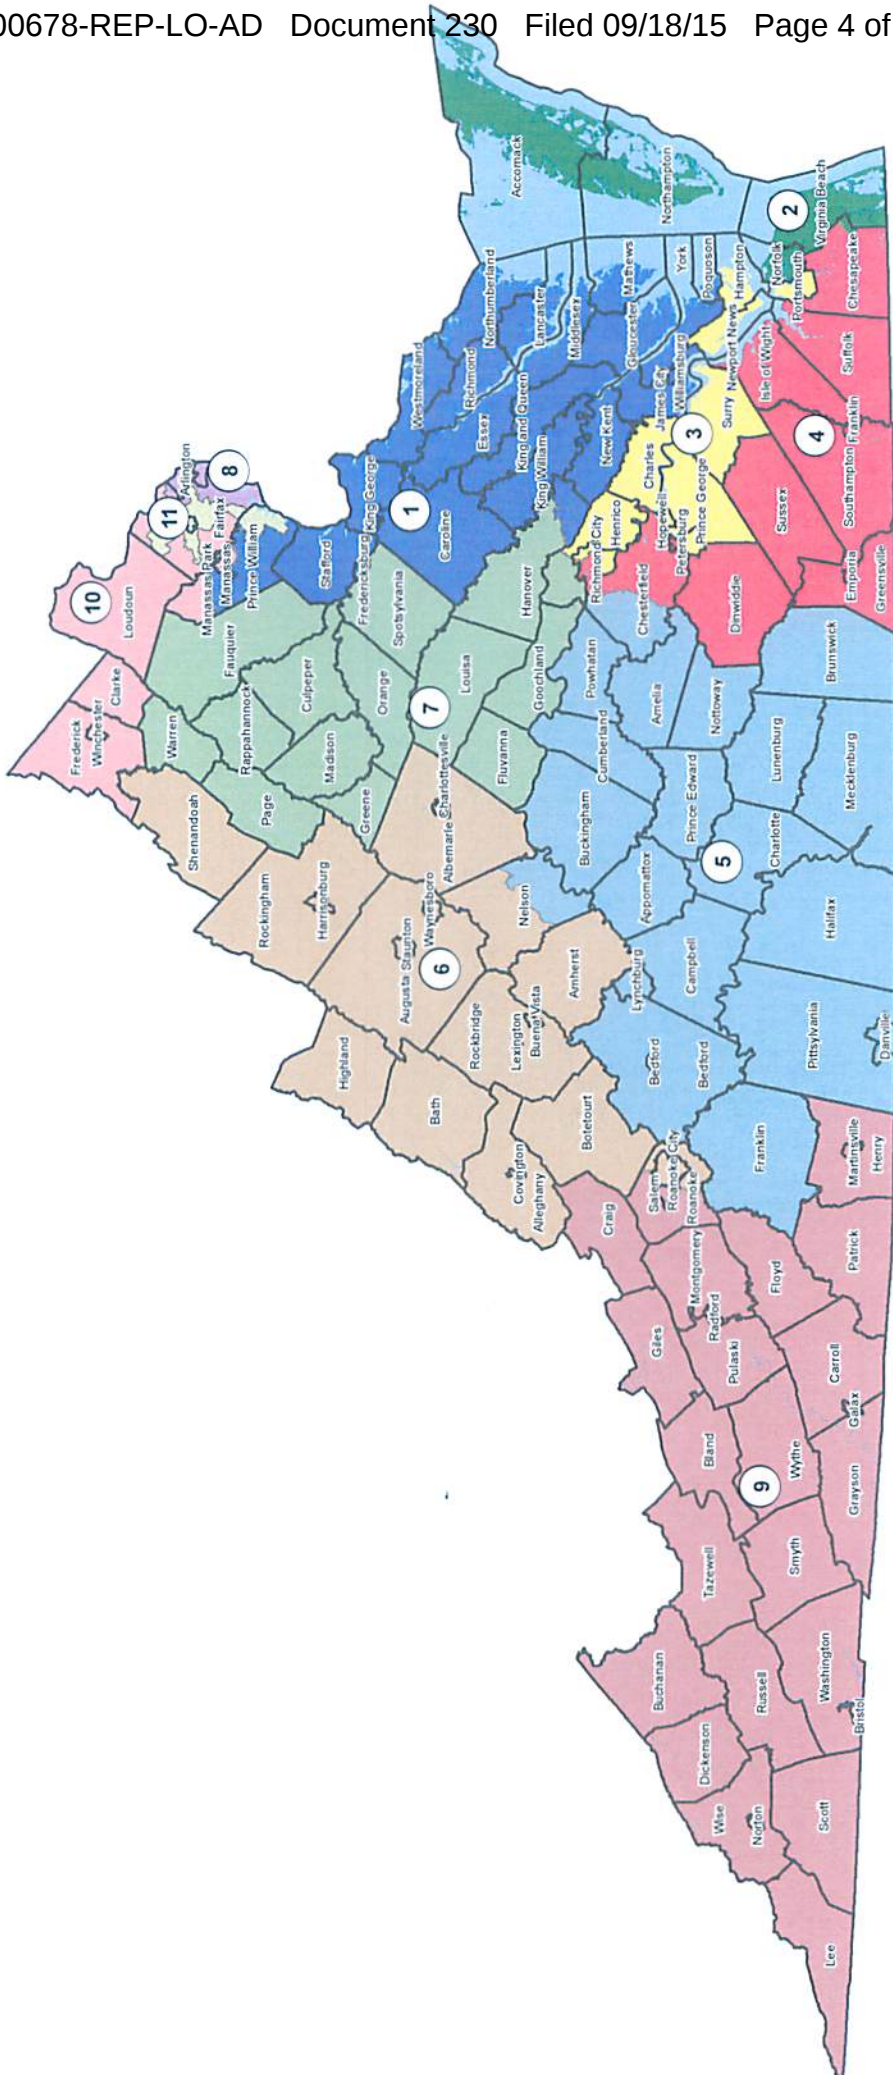 00678-REP-LO-AD Document 230 Filed 09/18/15 Page 4 of
Accomack
Northampton
2
Virginia Beach
Norfolk
Portsmouth
Chesapeake
Northumberland
Lancaster
Middlesex
Mathews
Gloucester
York
Poquoson
Hampton
Newport News
Westmoreland
Richmond
Essex
King and Queen
King William
New Kent
James City
Williamsburg
Isle of Wight
Suffolk
Surry
3
Charles
Prince George
Hopewell
Petersburg
Henrico
Richmond City
4
Franklin
Southampton
Sussex
Emporia
Greensville
Dinwiddie
Chesterfield
8
Arlington
11
Fairfax
Manassas Park
Manassas
Prince William
Stafford
King George
Fredericksburg
1
Caroline
10
Loudoun
Clarke
Frederick
Winchester
Fauquier
Warren
Rappahannock
Culpeper
Page
Madison
Greene
Orange
Spotsylvania
Hanover
7
Louisa
Goochland
Fluvanna
Shenandoah
Rockingham
Harrisonburg
Charlottesville
Albemarle
Augusta
Staunton
Waynesboro
6
Nelson
Highland
Bath
Rockbridge
Lexington
Buena Vista
Amherst
Covington
Alleghany
Botetourt
Powhatan
Cumberland
Amelia
Nottoway
Brunswick
Buckingham
Prince Edward
Lunenburg
Mecklenburg
Appomattox
5
Charlotte
Lynchburg
Campbell
Halifax
Bedford
Bedford
Pittsylvania
Danville
Franklin
Martinsville
Henry
Craig
Salem
Roanoke City
Roanoke
Montgomery
Radford
Floyd
Patrick
Giles
Pulaski
Carroll
Galax
Bland
9
Wythe
Grayson
Tazewell
Smyth
Buchanan
Russell
Washington
Bristol
Dickenson
Wise
Norton
Scott
Lee